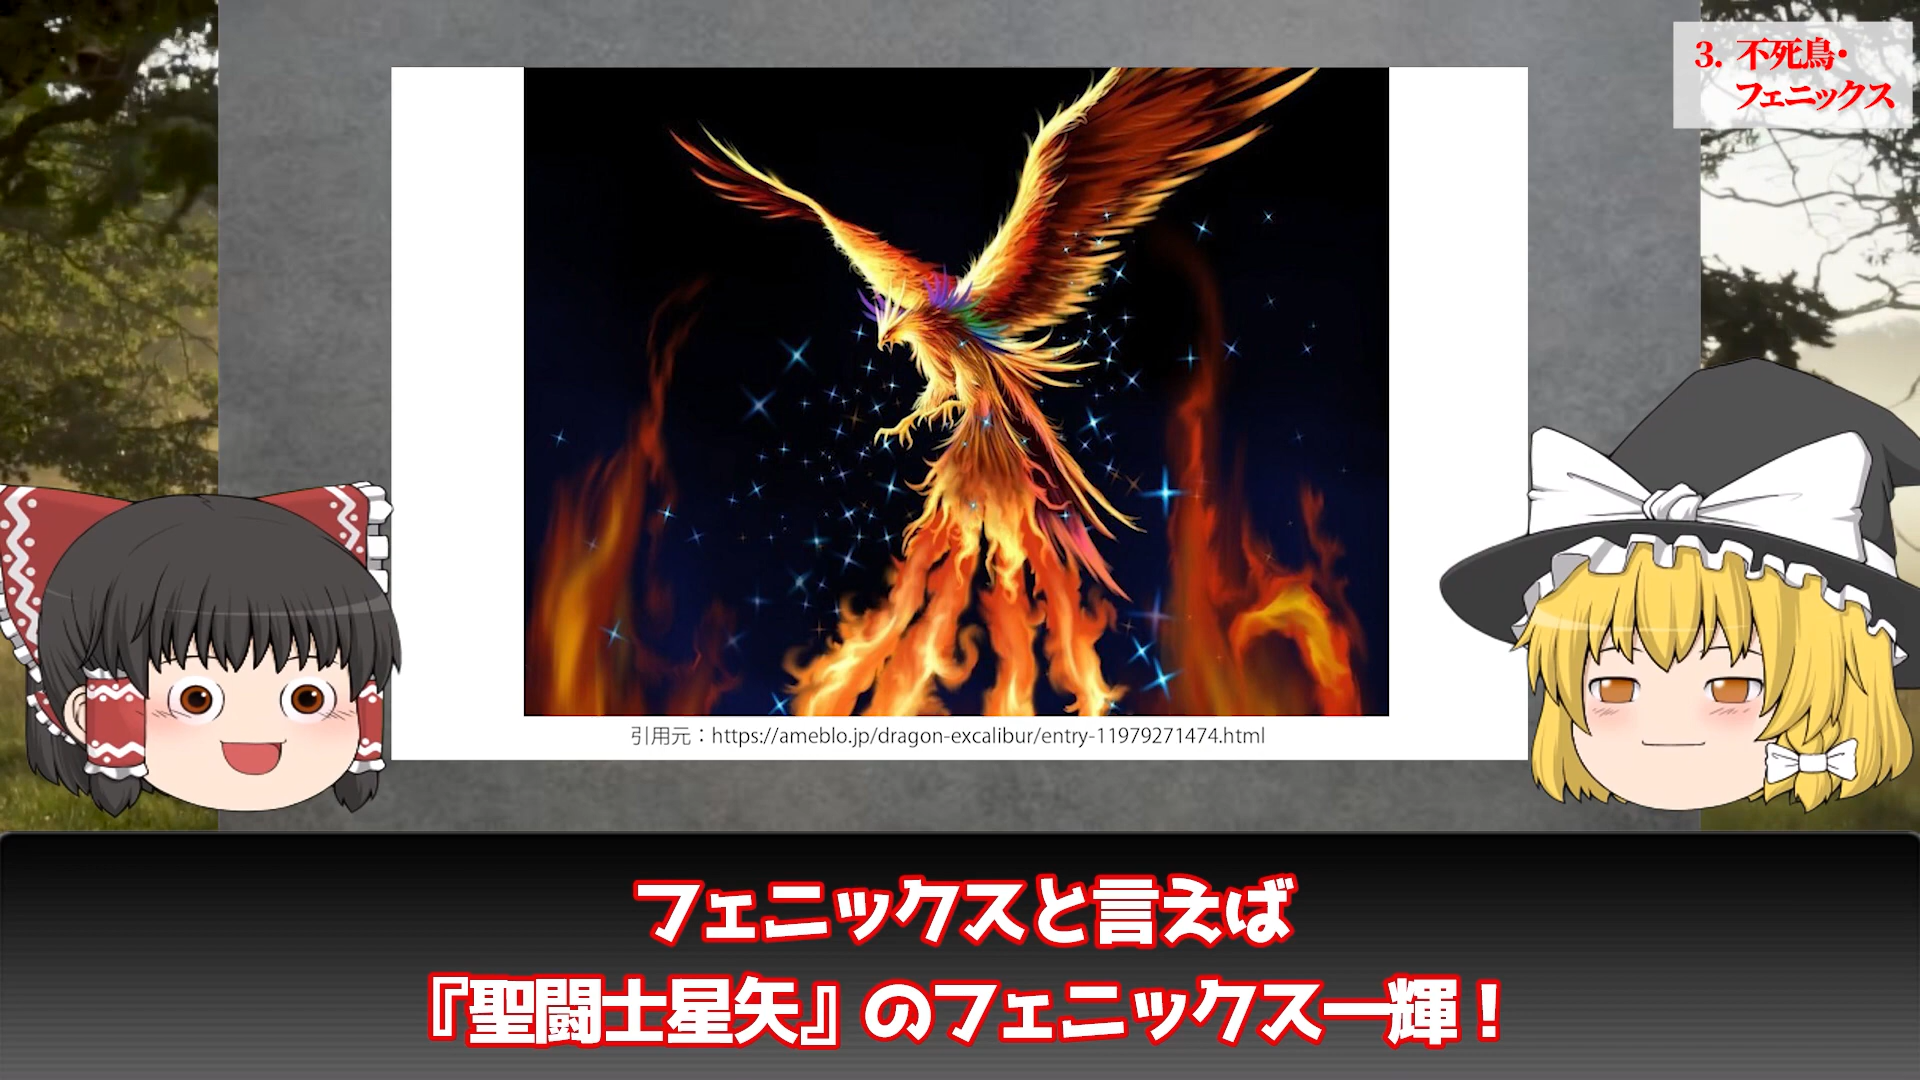 3. 不死鳥・
フェニックス
引用元：https://ameblo.jp/dragon-excalibur/entry-11979271474.html
フェニックスと言えば
『聖闘士星矢』のフェニックス一輝！